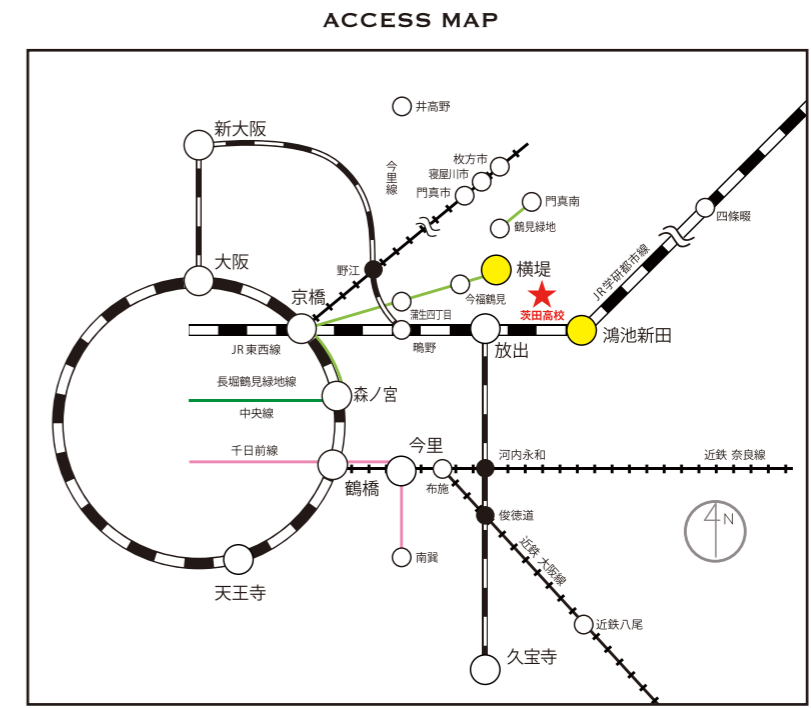 ACCESS MAP
井高野
新大阪
今里線
枚方市
寝屋川市
門真市
門真南
四條畷
鶴見緑地
大阪
野江
横堤
JR学研都市線
京橋
今福鶴見
蒲生四丁目
茨田高校
鴻池新田
JR東西線
鴫野
放出
長堀鶴見緑地線
森ノ宮
中央線
千日前線
今里
河内永和
近鉄 奈良線
鶴橋
布施
俊徳道
4N
南巽
近鉄 大阪線
天王寺
近鉄八尾
久宝寺